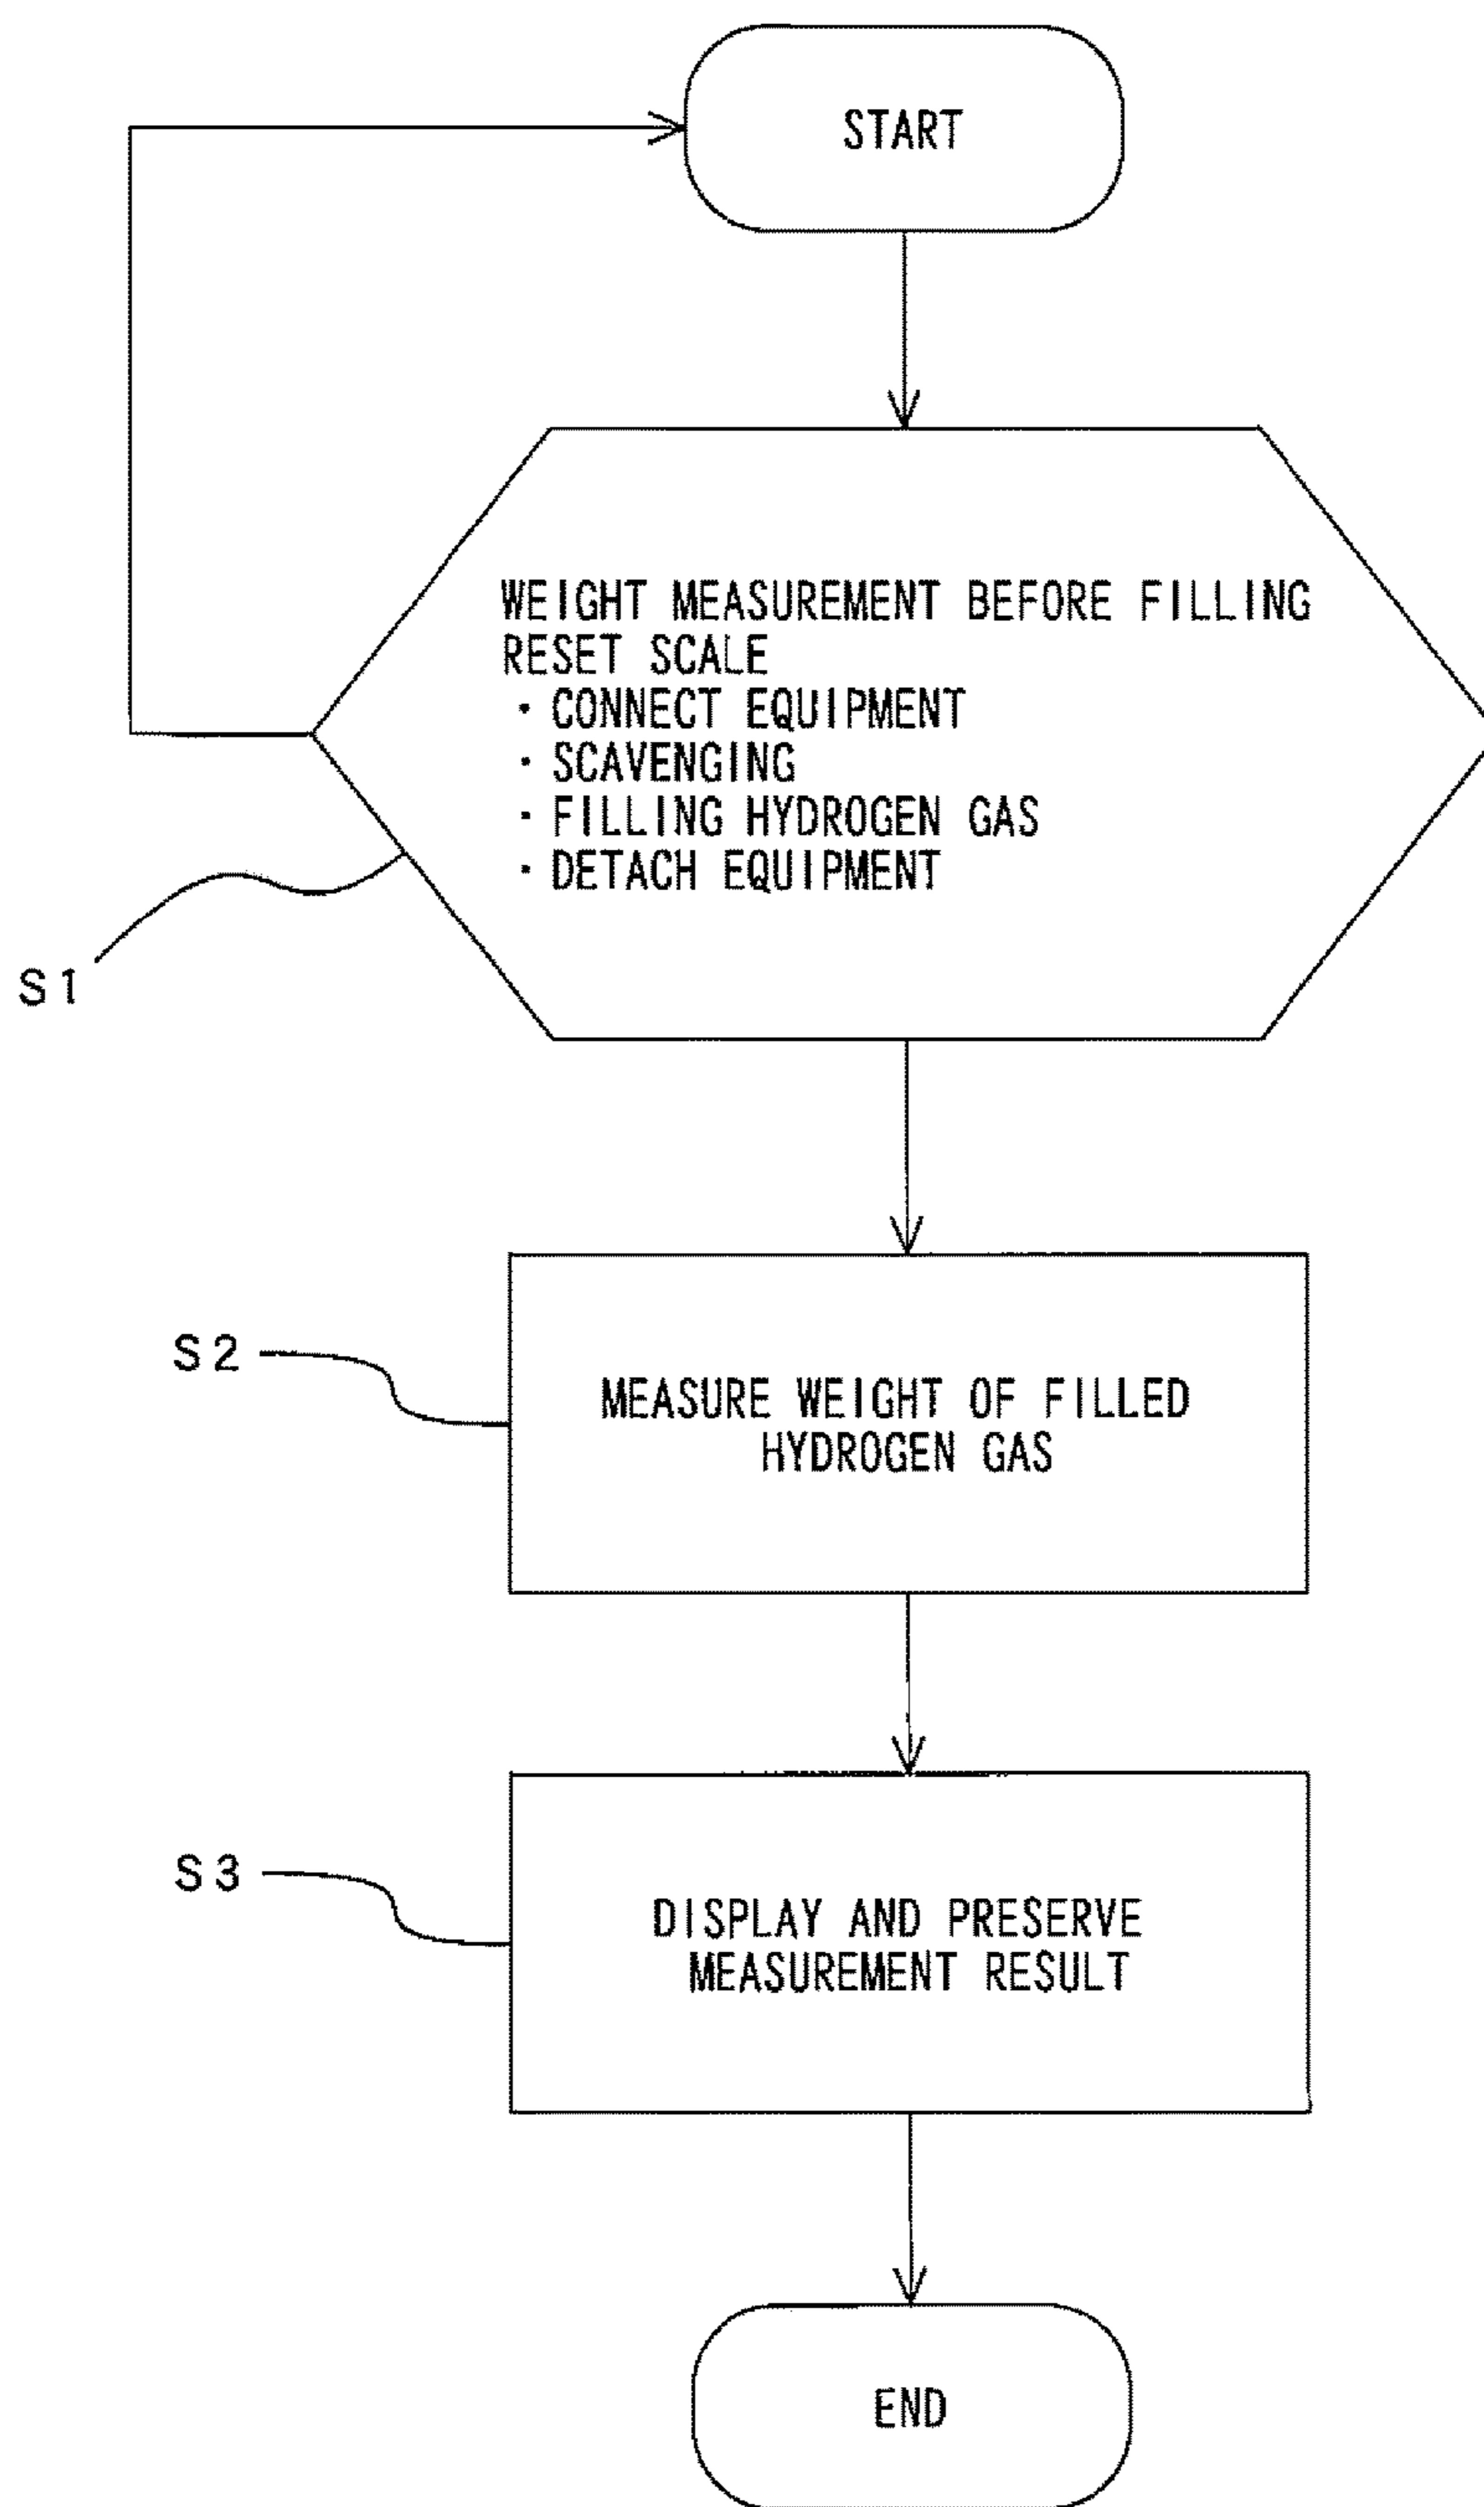 START
WEIGHT MEASUREMENT BEFORE FILLING
RESET SCALE
・CONNECT EQUIPMENT
・SCAVENGING
・FILLING HYDROGEN GAS
・DETACH EQUIPMENT
S1
S2
MEASURE WEIGHT OF FILLED
HYDROGEN GAS
S3
DISPLAY AND PRESERVE
MEASUREMENT RESULT
END